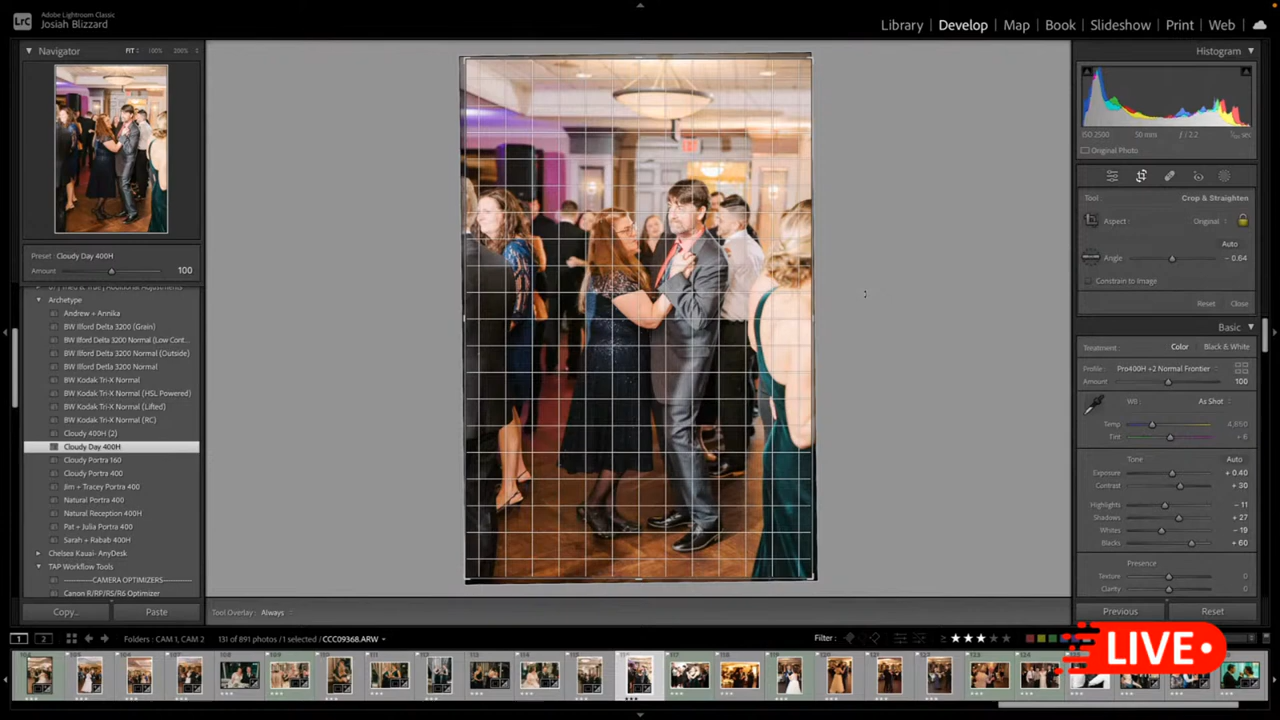 LrC
Adobe Lightroom Classic
Josiah Blizzard
Library | Develop | Map | Book | Slideshow | Print | Web
Navigator FIT 100% 200%
Preset: Cloudy Day 400H
Amount 100
Archetype
Andrew + Annika
BW Ilford Delta 3200 (Grain)
BW Ilford Delta 3200 Normal (Low Cont...
BW Ilford Delta 3200 Normal (Outside)
BW Ilford Detlta 3200 Normal
BW Kodak Tri-X Normal
BW Kodak Tri-X Normal (HSL Powered)
BW Kodak Tri-X Normal (Lifted)
BW Kodak Tri-X Normal (RC)
Cloudy 400H (2)
Cloudy Day 400H
Cloudy Portra 160
Cloudy Portra 400
Jim + Tracey Portra 400
Natural Portra 400
Natural Reception 400H
Pat + Julia Portra 400
Sarah + Rabab 400H
Chelsea Kauai- AnyDesk
TAP Workflow Tools
----------CAMERA OPTIMIZERS----------
Canon R/RP/RS/R6 Optimizer
Copy... Paste
Tool Overlay: Always
Histogram
ISO 2500 50 mm f / 2.2
Original Photo
Tool: Crop & Straighten
Aspect: Original
Auto
Angle - 0.64
Constrain to Image
Reset Close
Basic
Treatment: Color | Black & White
Profile: Pro400H +2 Normal Frontier
Amount 100
WB: As Shot
Temp 4,650
Tint + 6
Tone Auto
Exposure + 0.40
Contrast + 30
Highlights - 11
Shadows + 27
Whites - 19
Blacks + 60
Presence
Texture 0
Clarity 0
Previous Reset
1 2 Folders : CAM 1, CAM 2 131 of 891 photos / 1 selected / CCC09368.ARW Filter :
LIVE